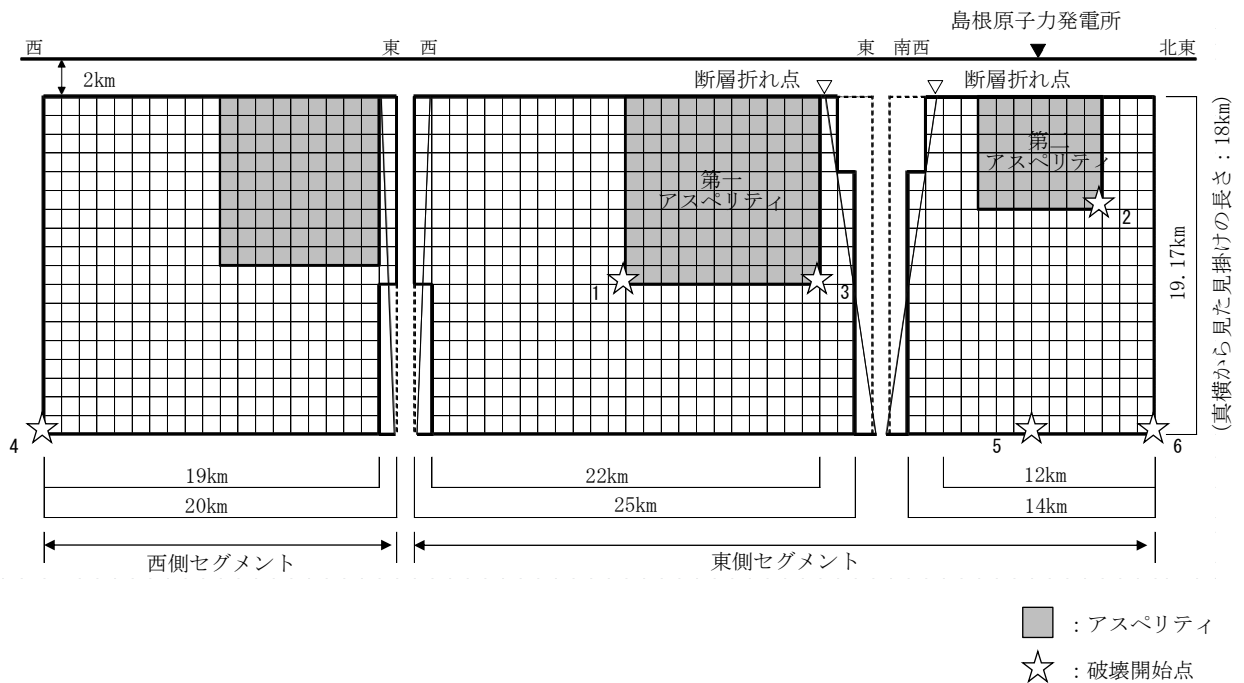 島根原子力発電所
西
東
西
東
南西
北東
2km
断層折れ点
断層折れ点
第一
アスペリティ
第二
アスペリティ
1
3
2
4
5
6
19.17km
(真横から見た見掛けの長さ：18km)
19km
22km
12km
20km
25km
14km
西側セグメント
東側セグメント
：アスペリティ
：破壊開始点